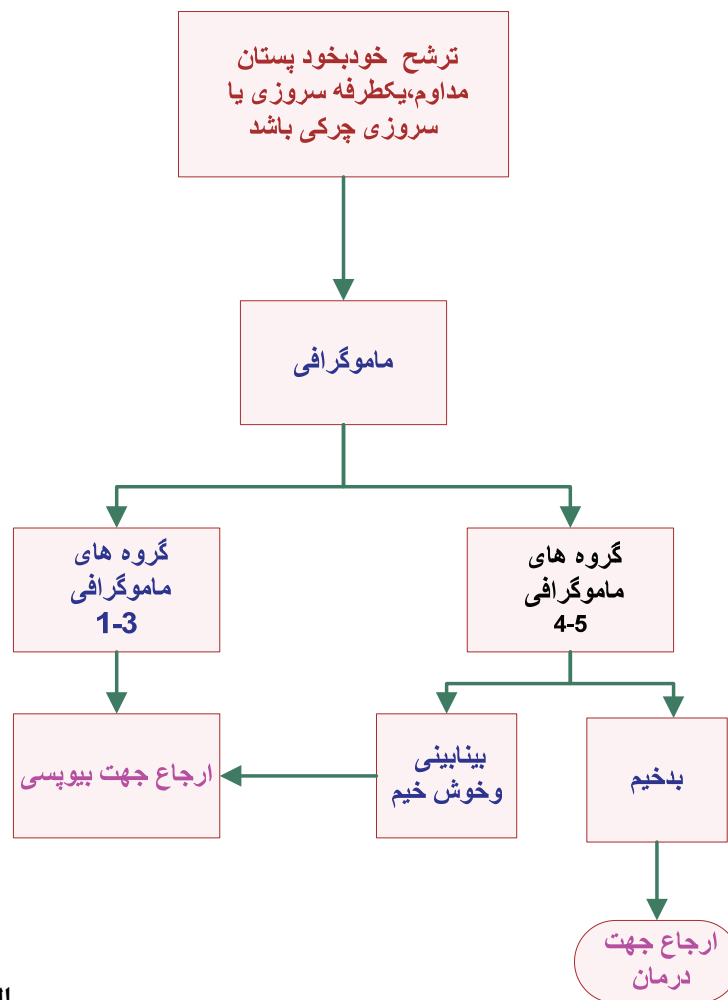 ترشح خودبخود پستان
مداوم،یکطرفه سروزی یا
سروزی چرکی باشد
ماموگرافی
گروه های
ماموگرافی
1-3
گروه های
ماموگرافی
4-5
ارجاع جهت بیوپسی
بینابینی
وخوش خیم
بدخیم
ارجاع جهت
درمان